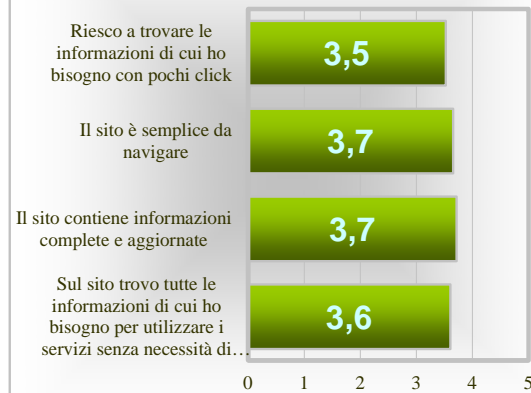 Riesco a trovare le
informazioni di cui ho
bisogno con pochi click
3,5
Il sito è semplice da
navigare
3,7
Il sito contiene informazioni
complete e aggiornate
3,7
Sul sito trovo tutte le
informazioni di cui ho
bisogno per utilizzare i
servizi senza necessità di…
3,6
0 1 2 3 4 5